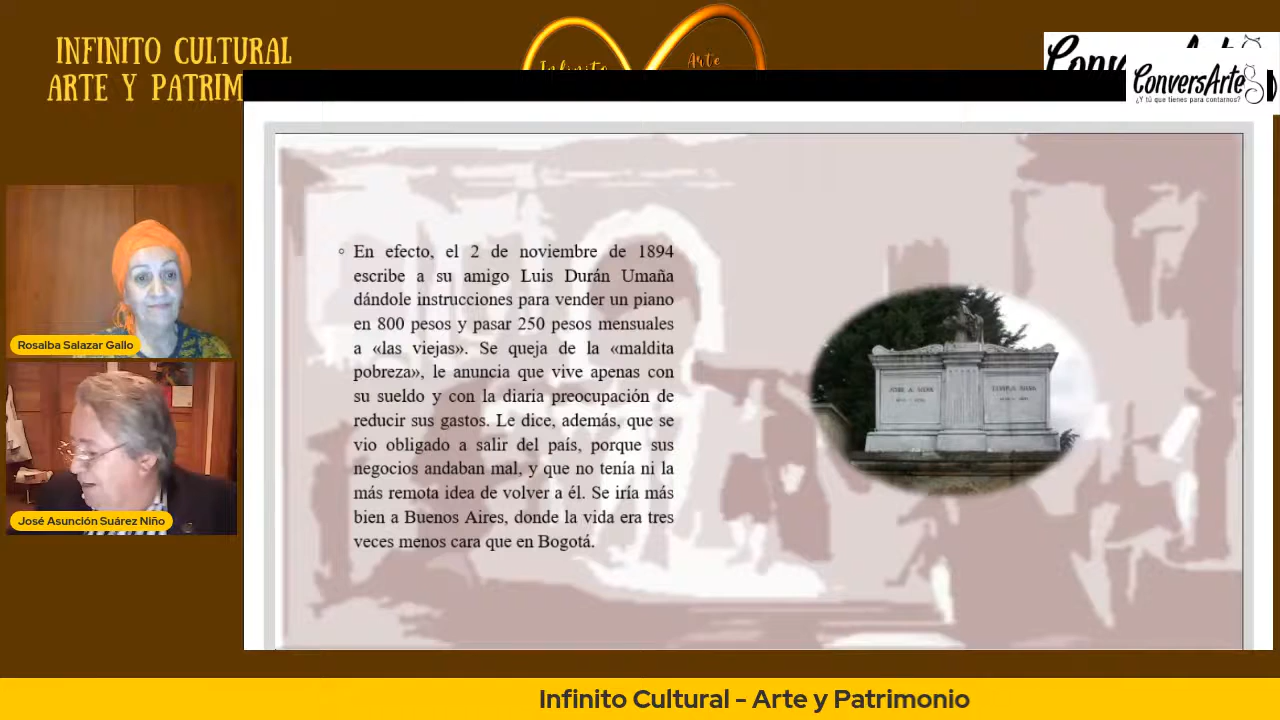 INFINITO CULTURAL
ARTE Y PATRIM
Infinito
Arte
ConversArte
¿Y tú que tienes para contarnos?
En efecto, el 2 de noviembre de 1894
escribe a su amigo Luis Durán Umaña
dándole instrucciones para vender un piano
en 800 pesos y pasar 250 pesos mensuales
a «las viejas». Se queja de la «maldita
pobreza», le anuncia que vive apenas con
su sueldo y con la diaria preocupación de
reducir sus gastos. Le dice, además, que se
vio obligado a salir del país, porque sus
negocios andaban mal, y que no tenía ni la
más remota idea de volver a él. Se iría más
bien a Buenos Aires, donde la vida era tres
veces menos cara que en Bogotá.
Rosalba Salazar Gallo
José Asunción Suárez Niño
Infinito Cultural - Arte y Patrimonio